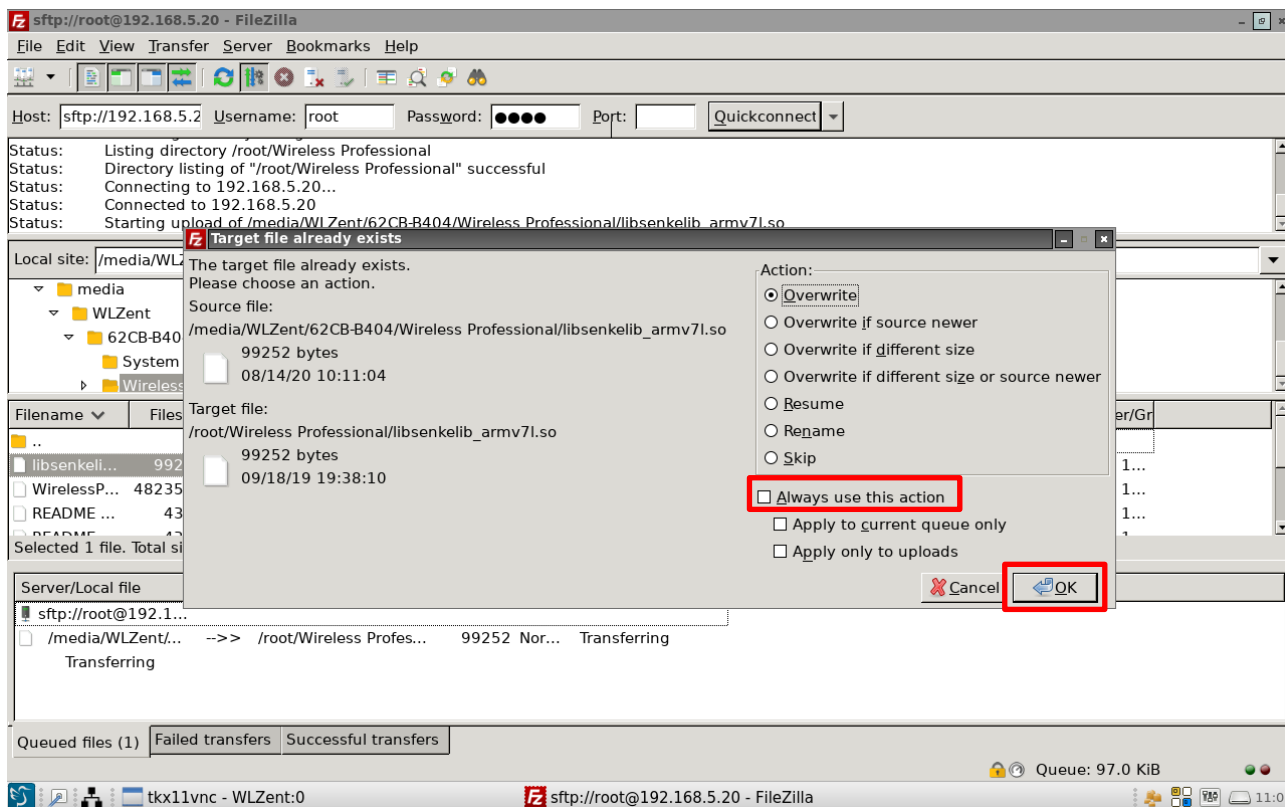 sftp://root@192.168.5.20 - FileZilla
File Edit View Transfer Server Bookmarks Help
Host: sftp://192.168.5.2 Username: root Password: ●●●● Port: Quickconnect
Status: Listing directory /root/Wireless Professional
Status: Directory listing of "/root/Wireless Professional" successful
Status: Connecting to 192.168.5.20...
Status: Connected to 192.168.5.20
Status: Starting upload of /media/WLZent/62CB-B404/Wireless Professional/libsenkelib_armv7l.so
Target file already exists
Local site: /media/WLZ
The target file already exists.
Please choose an action.
Source file:
/media/WLZent/62CB-B404/Wireless Professional/libsenkelib_armv7l.so
99252 bytes
08/14/20 10:11:04
Target file:
/root/Wireless Professional/libsenkelib_armv7l.so
99252 bytes
09/18/19 19:38:10
Action:
Overwrite
Overwrite if source newer
Overwrite if different size
Overwrite if different size or source newer
Resume
Rename
Skip
Always use this action
Apply to current queue only
Apply only to uploads
Cancel
OK
media
WLZent
62CB-B40
System
Wireless
Filename Files
er/Gr
..
libsenkeli... 992
WirelessP... 48235
README ... 43
1...
1...
1...
Selected 1 file. Total si
Server/Local file
sftp://root@192.1...
/media/WLZent/... -->> /root/Wireless Profes... 99252 Nor... Transferring
Transferring
Queued files (1) Failed transfers Successful transfers
Queue: 97.0 KiB
tkx11vnc - WLZent:0
sftp://root@192.168.5.20 - FileZilla
11:0